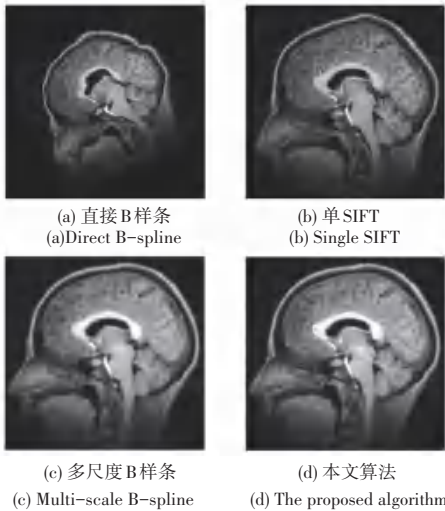 (a) 直接B样条
(a)Direct B-spline
(b) 单SIFT
(b) Single SIFT
(c) 多尺度B样条
(c) Multi-scale B-spline
(d) 本文算法
(d) The proposed algorithm